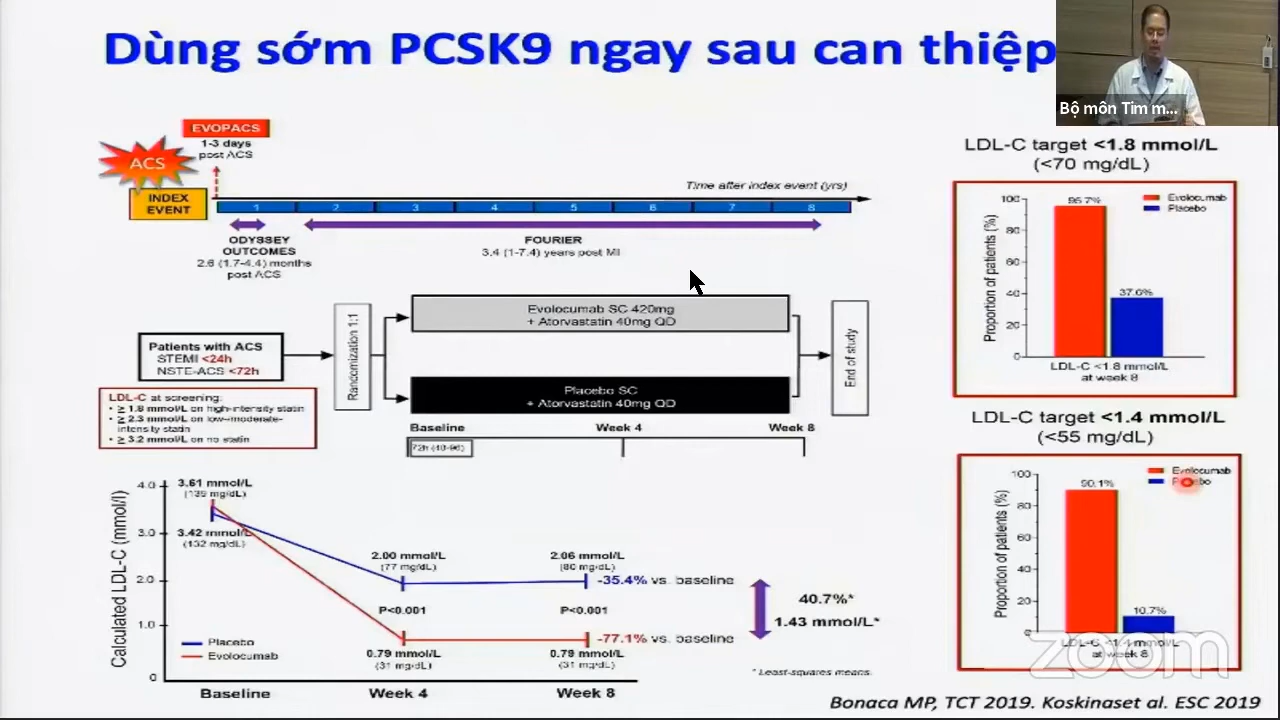 Dùng sớm PCSK9 ngay sau can thiệp
Bộ môn Tim m...
EVOPACS
1-3 days
post ACS
ACS
INDEX
EVENT
Time after index event (yrs)
1 2 3 4 5 6 7 8
ODYSSEY
OUTCOMES
2.6 (1.7-4.4) months
post ACS
FOURIER
3.4 (1-7.4) years post MI
Patients with ACS
STEMI <24h
NSTE-ACS <72h
LDL-C at screening:
• ≥ 1.8 mmol/L on high-intensity statin
• ≥ 2.3 mmol/L on low-moderate-
intensity statin
• ≥ 3.2 mmol/L on no statin
Randomization 1:1
Evolocumab SC 420mg
+ Atorvastatin 40mg QD
Placebo SC
+ Atorvastatin 40mg QD
End of study
Baseline Week 4 Week 8
72h (48-96)
Calculated LDL-C (mmol/l)
4.0
3.0
2.0
1.0
0
3.61 mmol/L
(139 mg/dL)
3.42 mmol/L
(132 mg/dL)
2.00 mmol/L
(77 mg/dL)
2.06 mmol/L
(80 mg/dL)
-35.4% vs. baseline
P<0.001
P<0.001
-77.1% vs. baseline
0.79 mmol/L
(31 mg/dL)
0.79 mmol/L
(31 mg/dL)
40.7%*
1.43 mmol/L*
Placebo
Evolocumab
Baseline Week 4 Week 8
* Least-squares means.
LDL-C target <1.8 mmol/L
(<70 mg/dL)
Proportion of patients (%)
100
80
60
40
20
0
95.7%
37.6%
Evolocumab
Placebo
LDL-C <1.8 mmol/L
at week 8
LDL-C target <1.4 mmol/L
(<55 mg/dL)
Proportion of patients (%)
100
80
60
40
20
0
90.1%
10.7%
Evolocumab
Placebo
LDL-C <1.4 mmol/L
at week 8
zoom
Bonaca MP, TCT 2019. Koskinaset al. ESC 2019